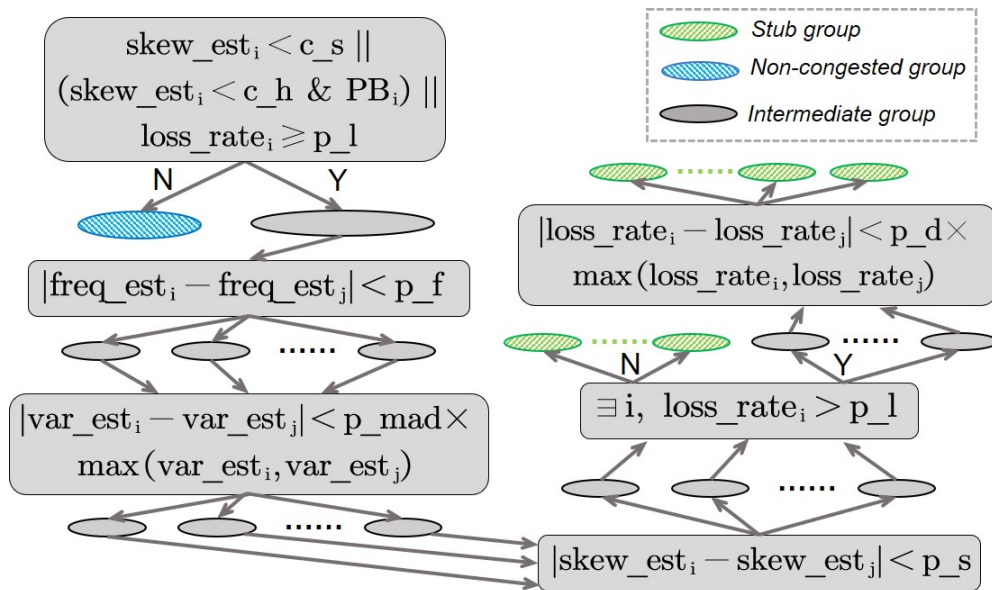 skew_estᵢ < c_s ||
(skew_estᵢ < c_h & PBᵢ) ||
loss_rateᵢ ⩾ p_l
N
Y
|freq_estᵢ − freq_estⱼ| < p_f
......
|var_estᵢ − var_estⱼ| < p_mad×
max(var_estᵢ, var_estⱼ)
......
|skew_estᵢ − skew_estⱼ| < p_s
......
∃ i, loss_rateᵢ > p_l
N
Y
......
......
|loss_rateᵢ − loss_rateⱼ| < p_d×
max(loss_rateᵢ, loss_rateⱼ)
......
Stub group
Non-congested group
Intermediate group